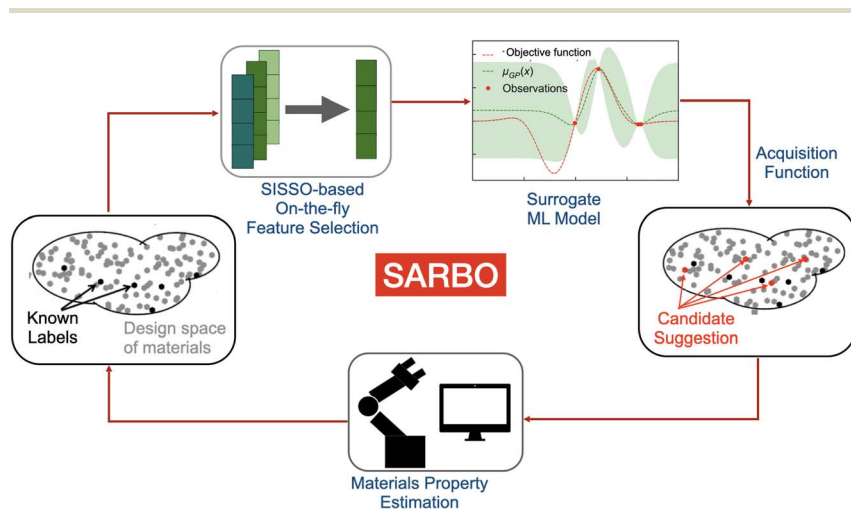 Objective function
μGP(x)
Observations
SISSO-based
On-the-fly
Feature Selection
Surrogate
ML Model
Acquisition
Function
SARBO
Known
Labels
Design space
of materials
Candidate
Suggestion
Materials Property
Estimation